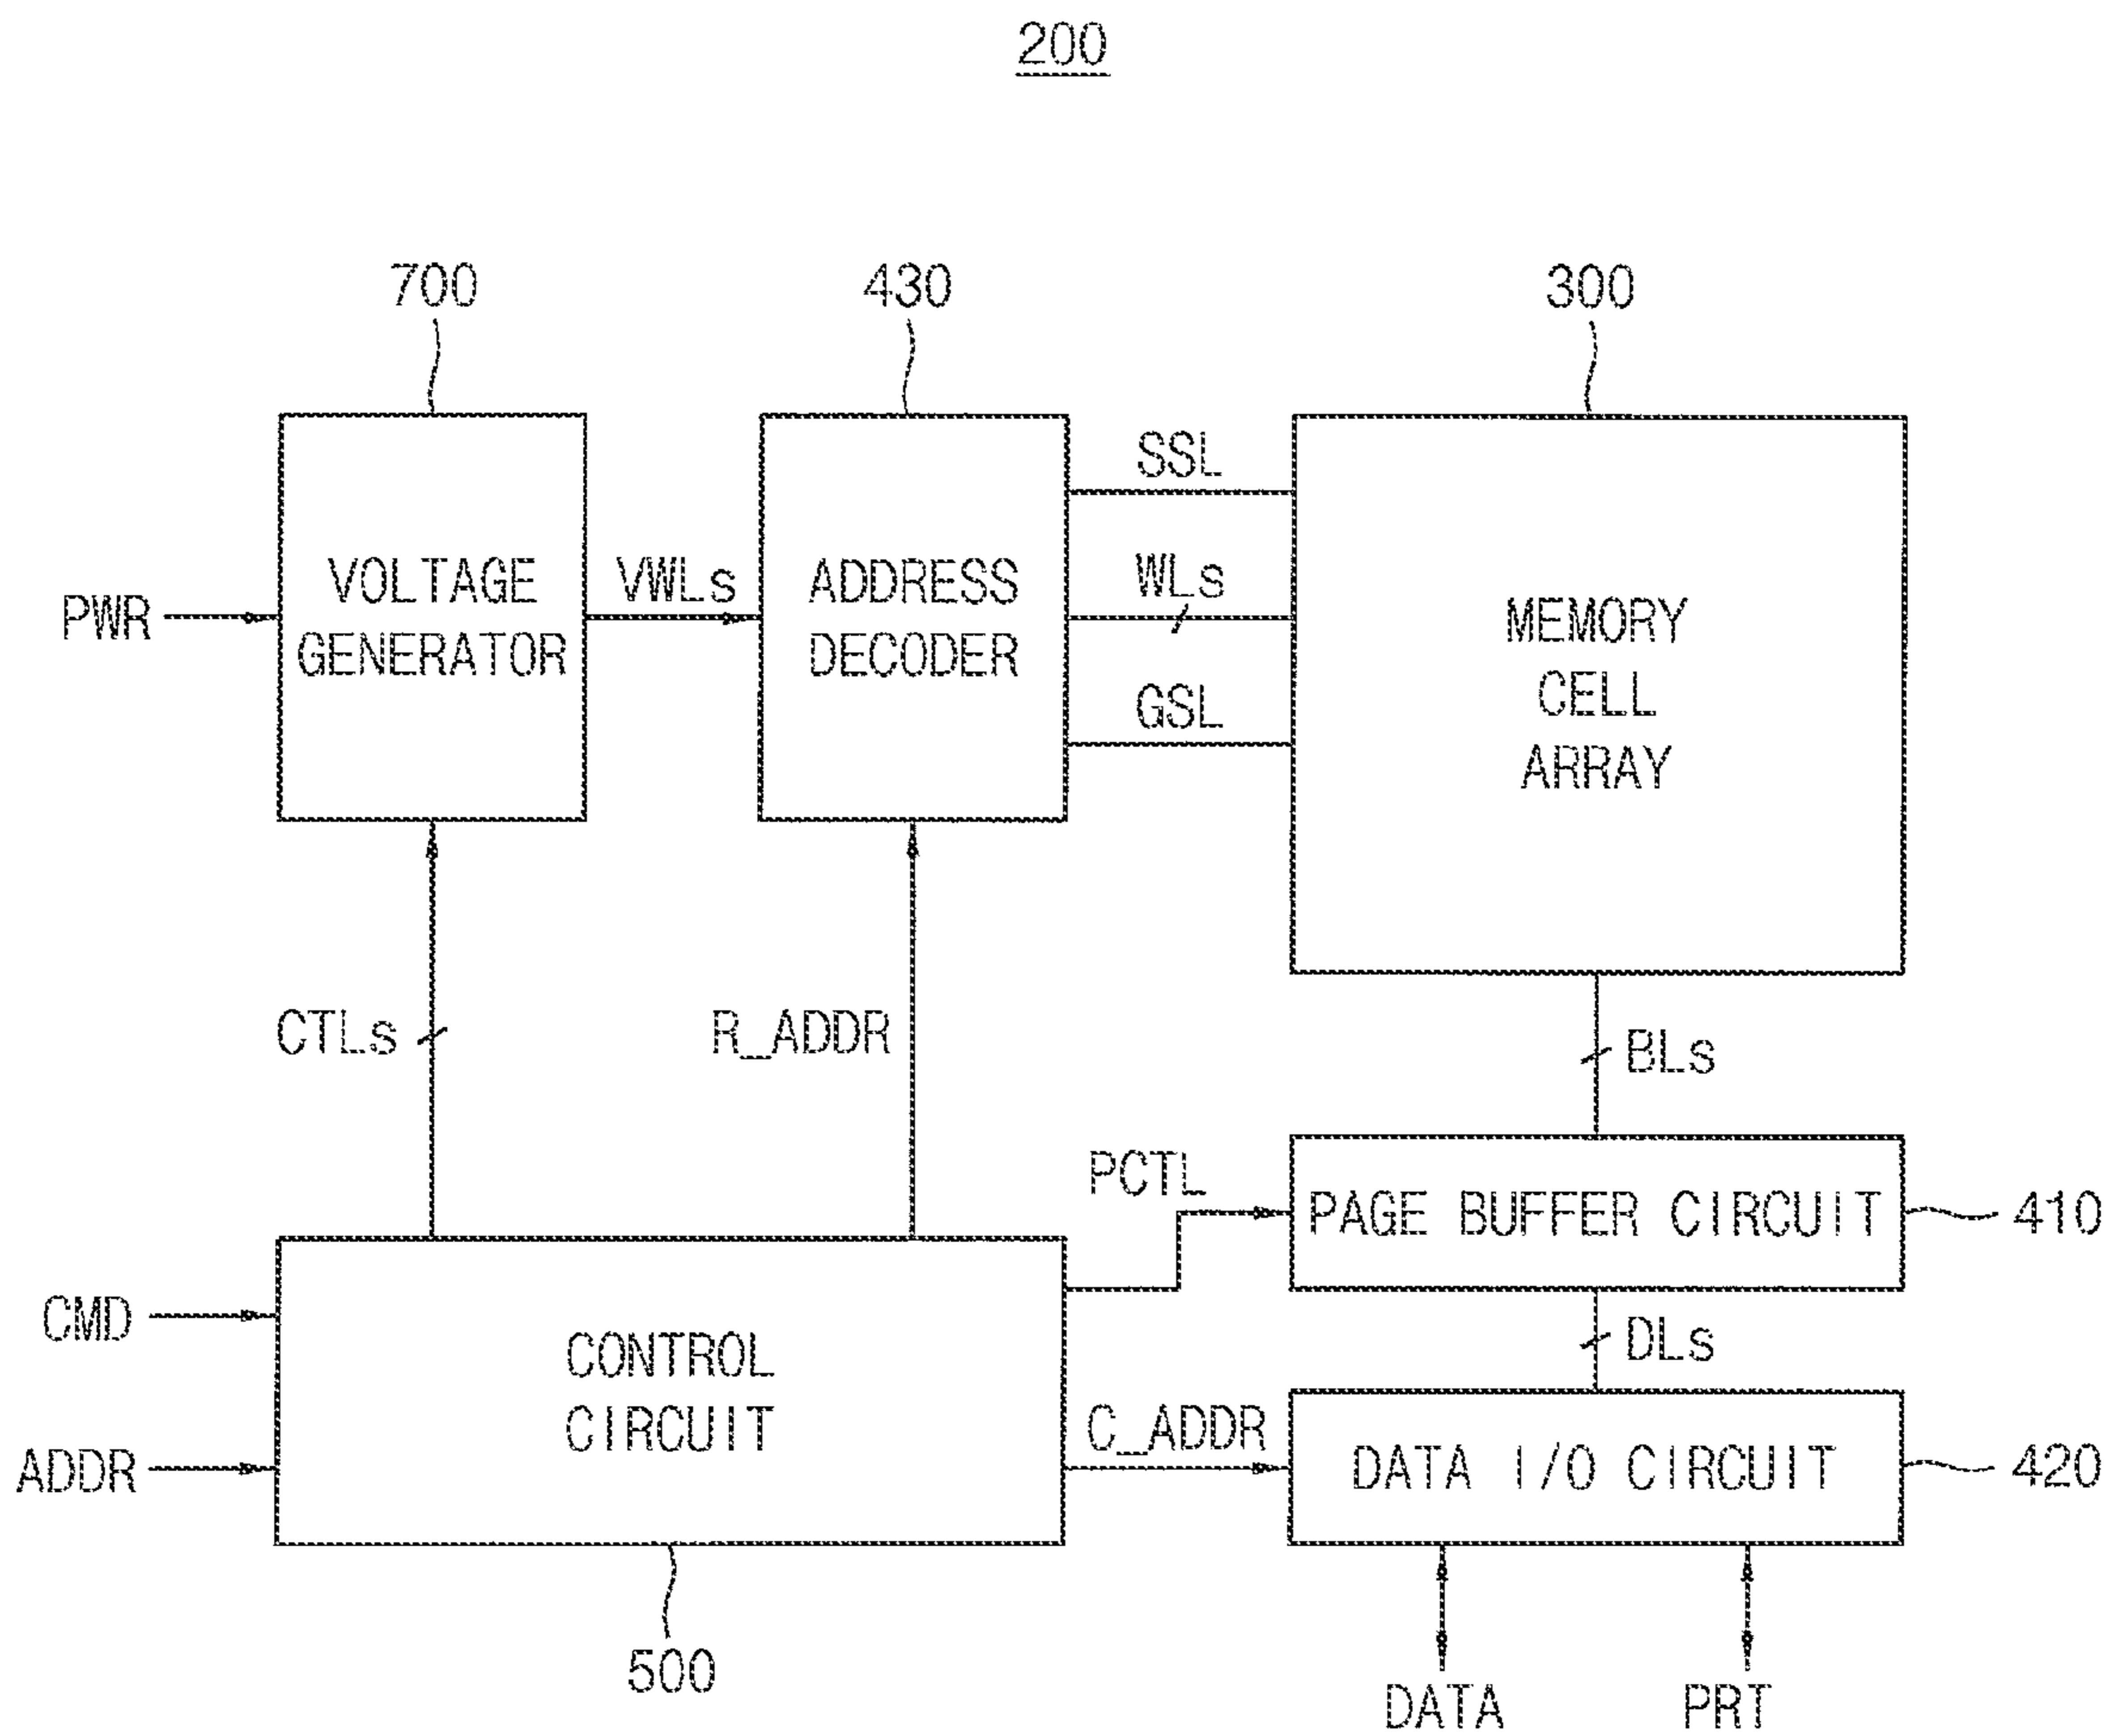 200
700
430
300
SSL
VOLTAGE
GENERATOR
VWLs
ADDRESS
DECODER
WLs
PWR
MEMORY
CELL
ARRAY
GSL
CTLs
R_ADDR
BLs
PCTL
PAGE BUFFER CIRCUIT
410
CMD
DLs
CONTROL
CIRCUIT
C_ADDR
ADDR
DATA I/O CIRCUIT
420
500
DATA
PRT